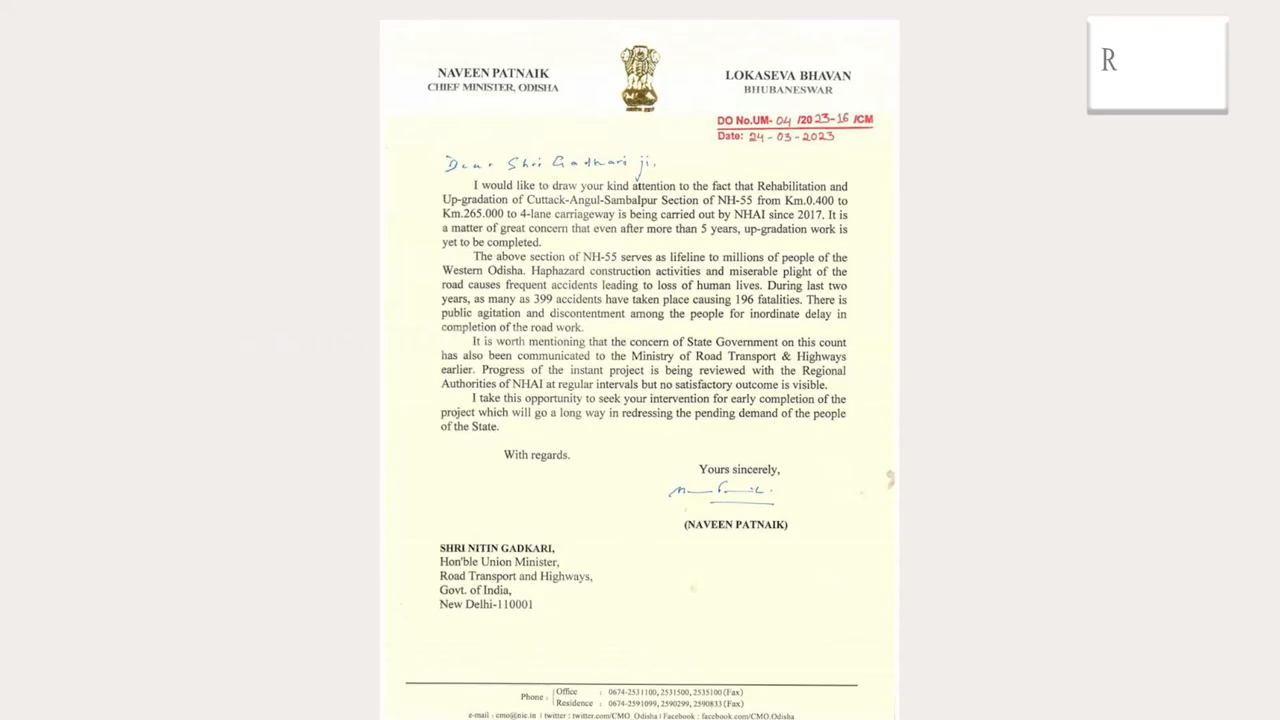 NAVEEN PATNAIK
CHIEF MINISTER, ODISHA
LOKASEVA BHAVAN
BHUBANESWAR
R
DO No.UM- 04 /2023-16 /CM
Date: 24-03-2023
Dear Shri Gadkari ji,
I would like to draw your kind attention to the fact that Rehabilitation and
Up-gradation of Cuttack-Angul-Sambalpur Section of NH-55 from Km.0.400 to
Km.265.000 to 4-lane carriageway is being carried out by NHAI since 2017. It is
a matter of great concern that even after more than 5 years, up-gradation work is
yet to be completed.
The above section of NH-55 serves as lifeline to millions of people of the
Western Odisha. Haphazard construction activities and miserable plight of the
road causes frequent accidents leading to loss of human lives. During last two
years, as many as 399 accidents have taken place causing 196 fatalities. There is
public agitation and discontentment among the people for inordinate delay in
completion of the road work.
It is worth mentioning that the concern of State Government on this count
has also been communicated to the Ministry of Road Transport & Highways
earlier. Progress of the instant project is being reviewed with the Regional
Authorities of NHAI at regular intervals but no satisfactory outcome is visible.
I take this opportunity to seek your intervention for early completion of the
project which will go a long way in redressing the pending demand of the people
of the State.
With regards.
Yours sincerely,
(NAVEEN PATNAIK)
SHRI NITIN GADKARI,
Hon'ble Union Minister,
Road Transport and Highways,
Govt. of India,
New Delhi-110001
Phone : Office : 0674-2531100, 2531500, 2535100 (Fax)
Residence : 0674-2591099, 2590299, 2590833 (Fax)
e-mail : cmo@nic.in | twitter : twitter.com/CMO_Odisha | Facebook : facebook.com/CMO.Odisha